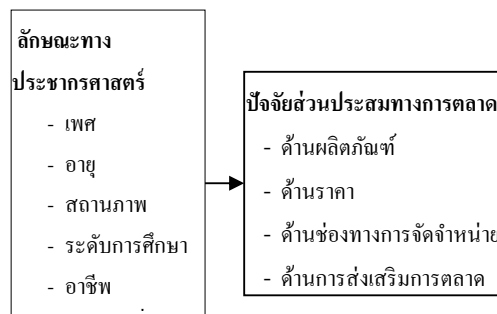 ลักษณะทาง
ประชากรศาสตร์
- เพศ
- อายุ
- สถานภาพ
- ระดับการศึกษา
- อาชีพ
ปัจจัยส่วนประสมทางการตลาด
- ด้านผลิตภัณฑ์
- ด้านราคา
- ด้านช่องทางการจัดจำหน่าย
- ด้านการส่งเสริมการตลาด